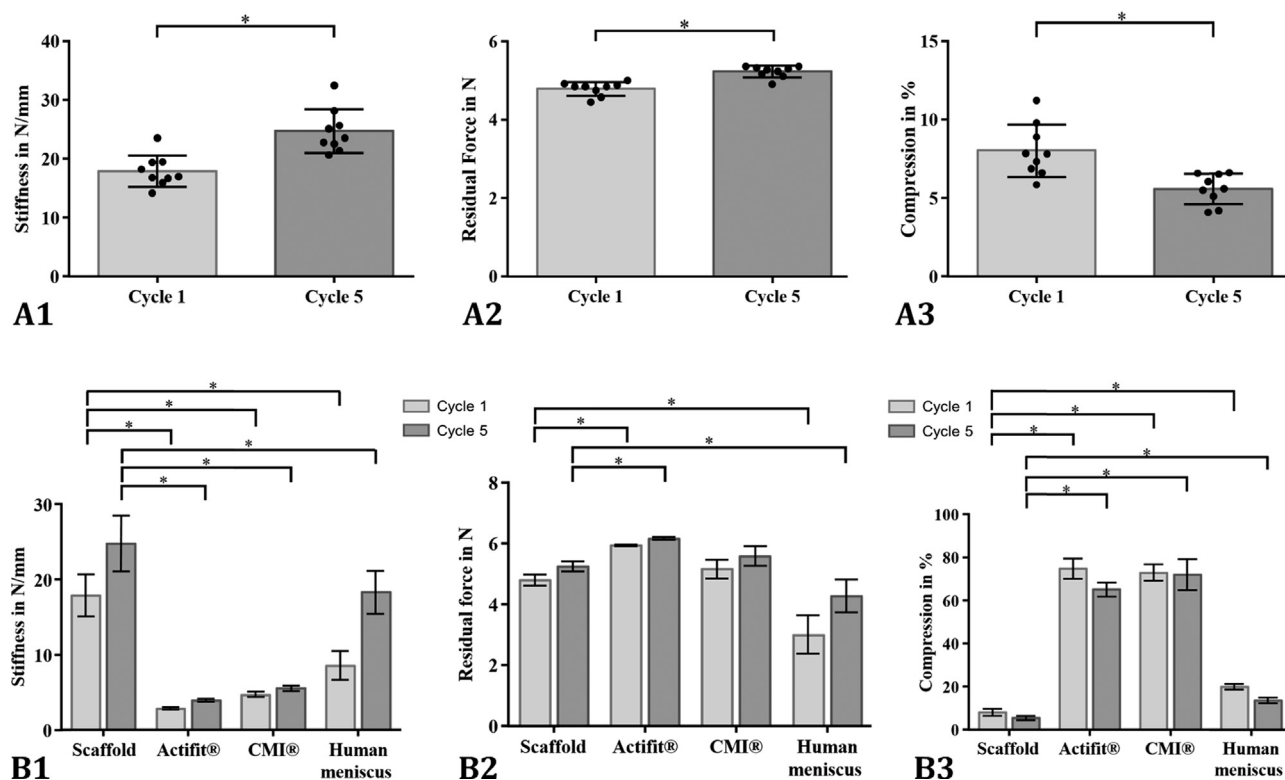 *
Stiffness in N/mm
40
30
20
10
0
Cycle 1 Cycle 5
A1
*
Residual Force in N
6
4
2
0
Cycle 1 Cycle 5
A2
*
Compression in %
15
10
5
0
Cycle 1 Cycle 5
A3
Cycle 1
Cycle 5
*
*
*
*
*
*
Stiffness in N/mm
30
20
10
0
Scaffold Actifit® CMI® Human
meniscus
B1
Cycle 1
Cycle 5
*
*
*
*
Residual force in N
8
6
4
2
0
Scaffold Actifit® CMI® Human
meniscus
B2
Cycle 1
Cycle 5
*
*
*
*
*
*
Compression in %
100
80
60
40
20
0
Scaffold Actifit® CMI® Human
meniscus
B3